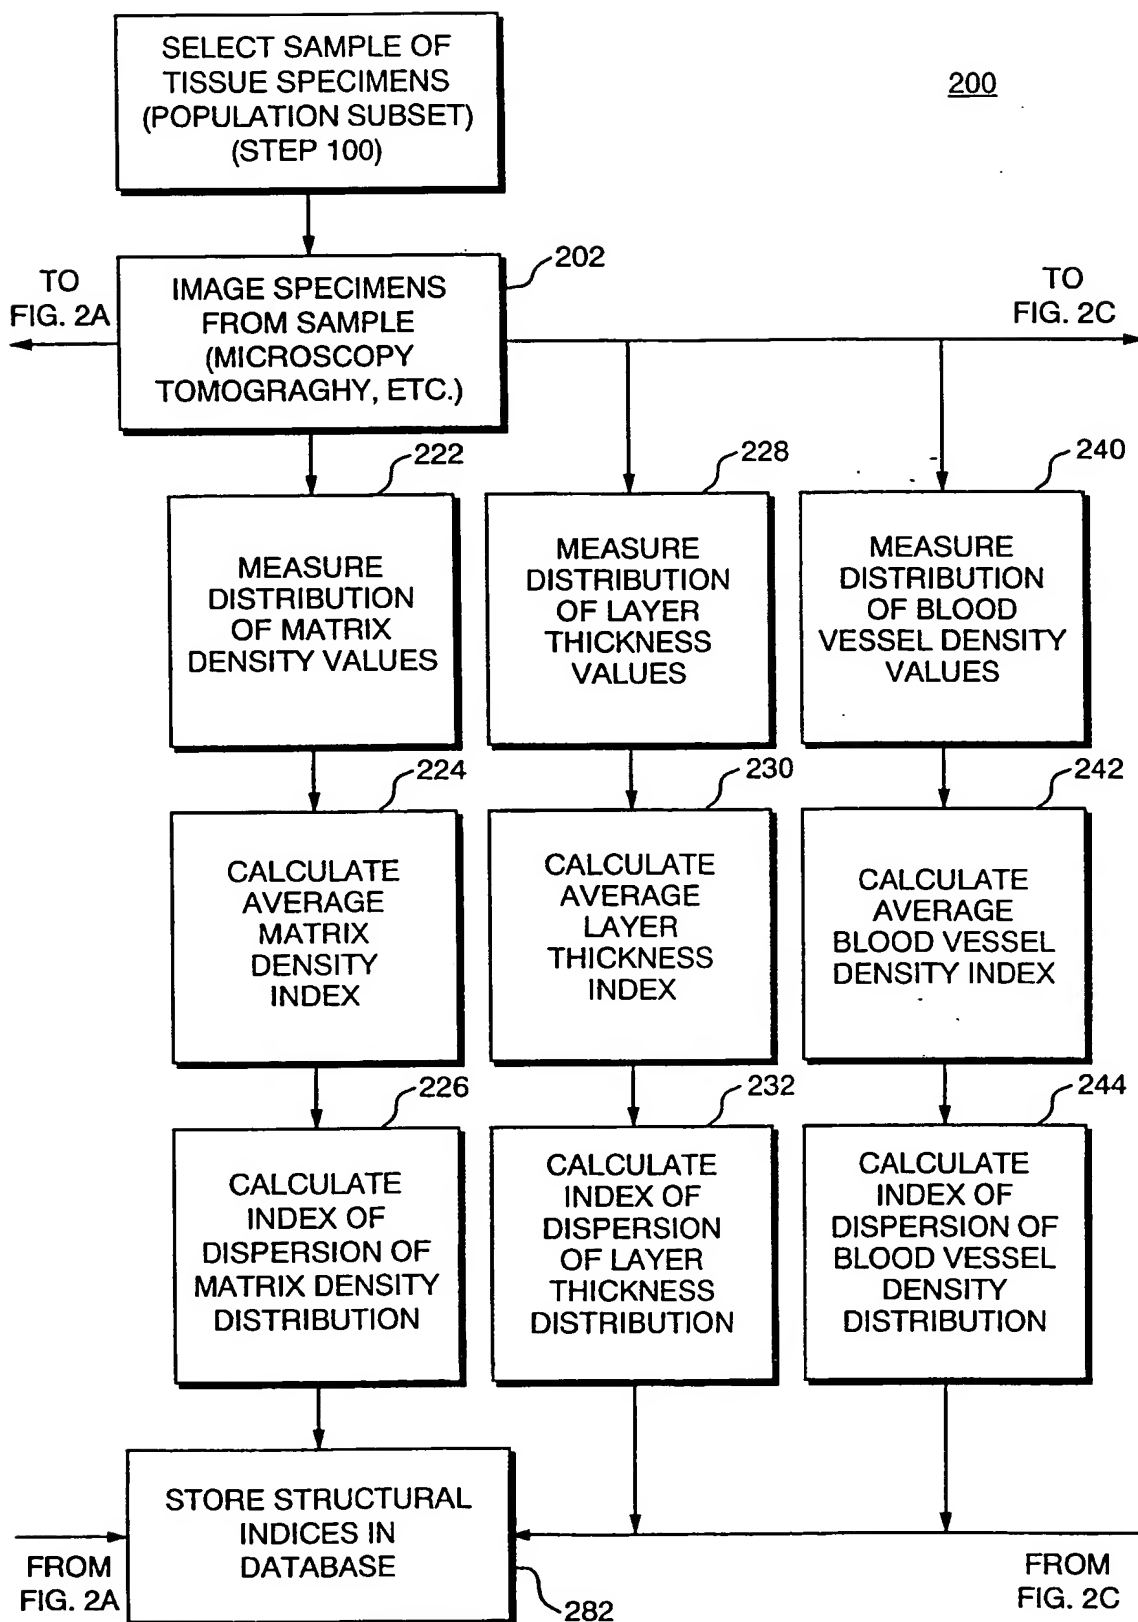 SELECT SAMPLE OF
TISSUE SPECIMENS
(POPULATION SUBSET)
(STEP 100)
200
202
TO
FIG. 2A
IMAGE SPECIMENS
FROM SAMPLE
(MICROSCOPY
TOMOGRAGHY, ETC.)
TO
FIG. 2C
222
228
240
MEASURE
DISTRIBUTION
OF MATRIX
DENSITY VALUES
MEASURE
DISTRIBUTION
OF LAYER
THICKNESS
VALUES
MEASURE
DISTRIBUTION
OF BLOOD
VESSEL DENSITY
VALUES
224
230
242
CALCULATE
AVERAGE
MATRIX
DENSITY
INDEX
CALCULATE
AVERAGE
LAYER
THICKNESS
INDEX
CALCULATE
AVERAGE
BLOOD VESSEL
DENSITY INDEX
226
232
244
CALCULATE
INDEX OF
DISPERSION OF
MATRIX DENSITY
DISTRIBUTION
CALCULATE
INDEX OF
DISPERSION
OF LAYER
THICKNESS
DISTRIBUTION
CALCULATE
INDEX OF
DISPERSION OF
BLOOD VESSEL
DENSITY
DISTRIBUTION
STORE STRUCTURAL
INDICES IN
DATABASE
FROM
FIG. 2A
282
FROM
FIG. 2C